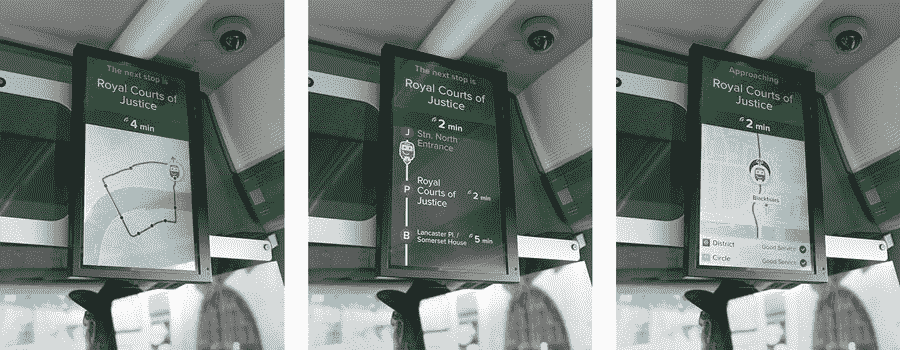 The next stop is
Royal Courts of
Justice
4 min
The next stop is
Royal Courts of
Justice
2 min
J
Stn. North
Entrance
P
Royal
Courts of
Justice
2 min
B
Lancaster Pl. /
Somerset House
5 min
Approaching
Royal Courts of
Justice
2 min
Blackfriars
District
Good Service
Circle
Good Service